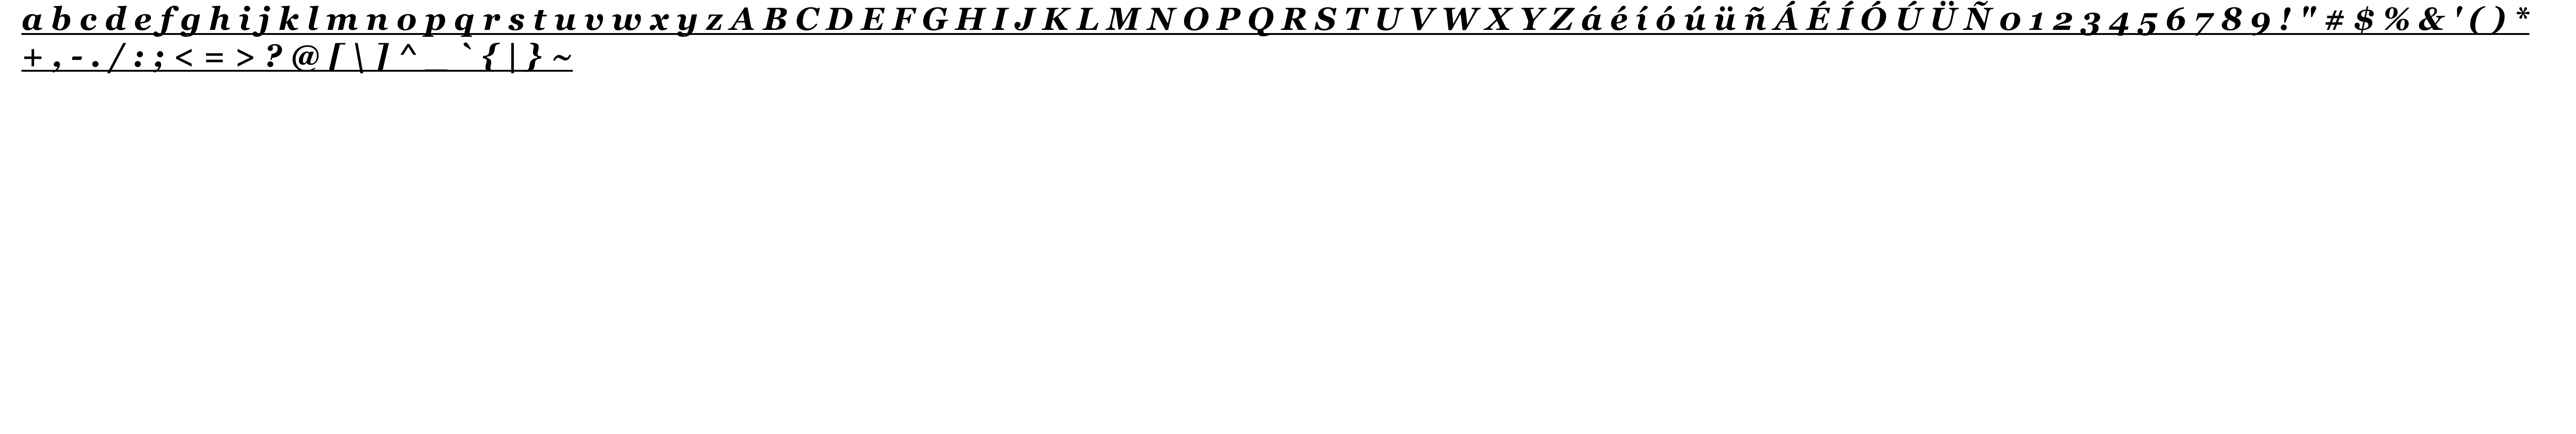 a b c d e f g h i j k l m n o p q r s t u v w x y z A B C D E F G H I J K L M N O P Q R S T U V W X Y Z á é í ó ú ü ñ Á É Í Ó Ú Ü Ñ 0 1 2 3 4 5 6 7 8 9 ! " # $ % & ' ( ) *
+ , - . / : ; < = > ? @ [ \ ] ^ _ ` { | } ~